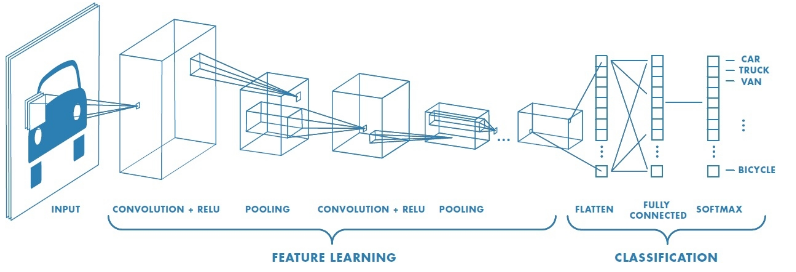 CAR
TRUCK
VAN
BICYCLE
INPUT
CONVOLUTION + RELU
POOLING
CONVOLUTION + RELU
POOLING
FLATTEN
FULLY
CONNECTED
SOFTMAX
FEATURE LEARNING
CLASSIFICATION